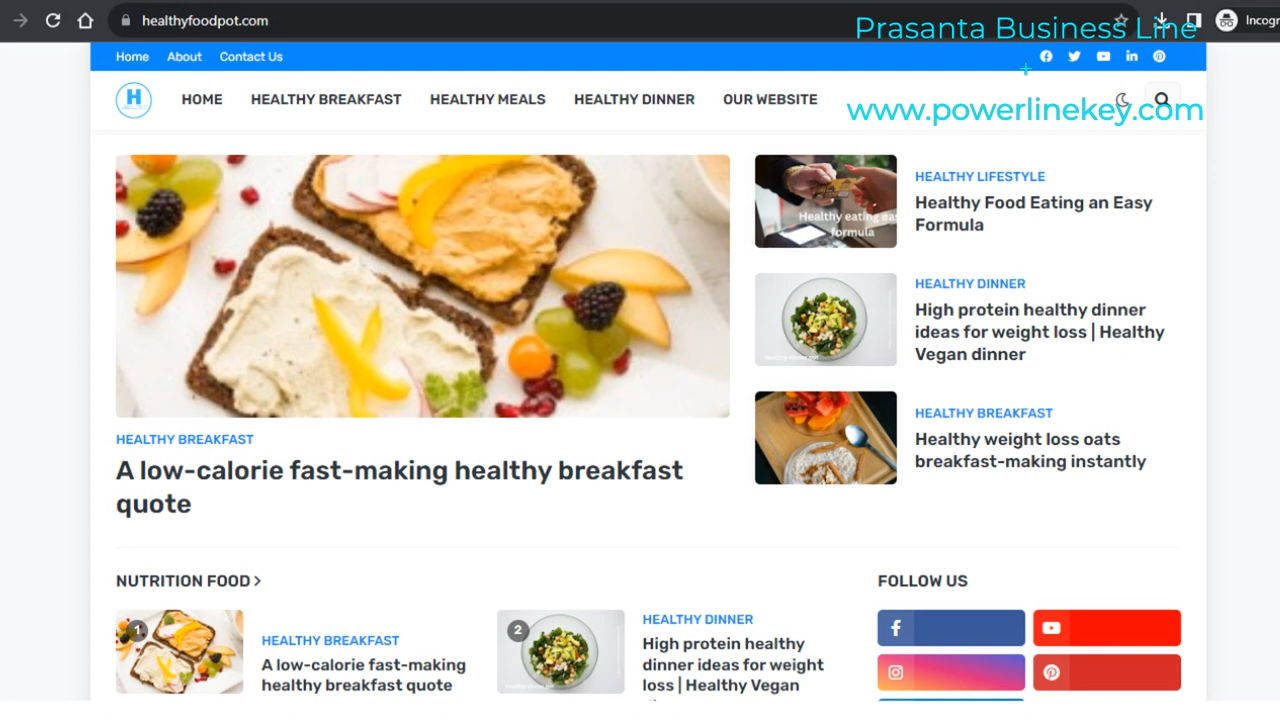 healthyfoodpot.com
Prasanta Business Line
Incogn
Home About Contact Us
H
HOME HEALTHY BREAKFAST HEALTHY MEALS HEALTHY DINNER OUR WEBSITE
www.powerlinekey.com
HEALTHY BREAKFAST
A low-calorie fast-making healthy breakfast
quote
Healthy eating eas
formula
HEALTHY LIFESTYLE
Healthy Food Eating an Easy
Formula
HEALTHY DINNER
High protein healthy dinner
ideas for weight loss | Healthy
Vegan dinner
HEALTHY BREAKFAST
Healthy weight loss oats
breakfast-making instantly
NUTRITION FOOD >
1
HEALTHY BREAKFAST
A low-calorie fast-making
healthy breakfast quote
2
HEALTHY DINNER
High protein healthy
dinner ideas for weight
loss | Healthy Vegan
FOLLOW US